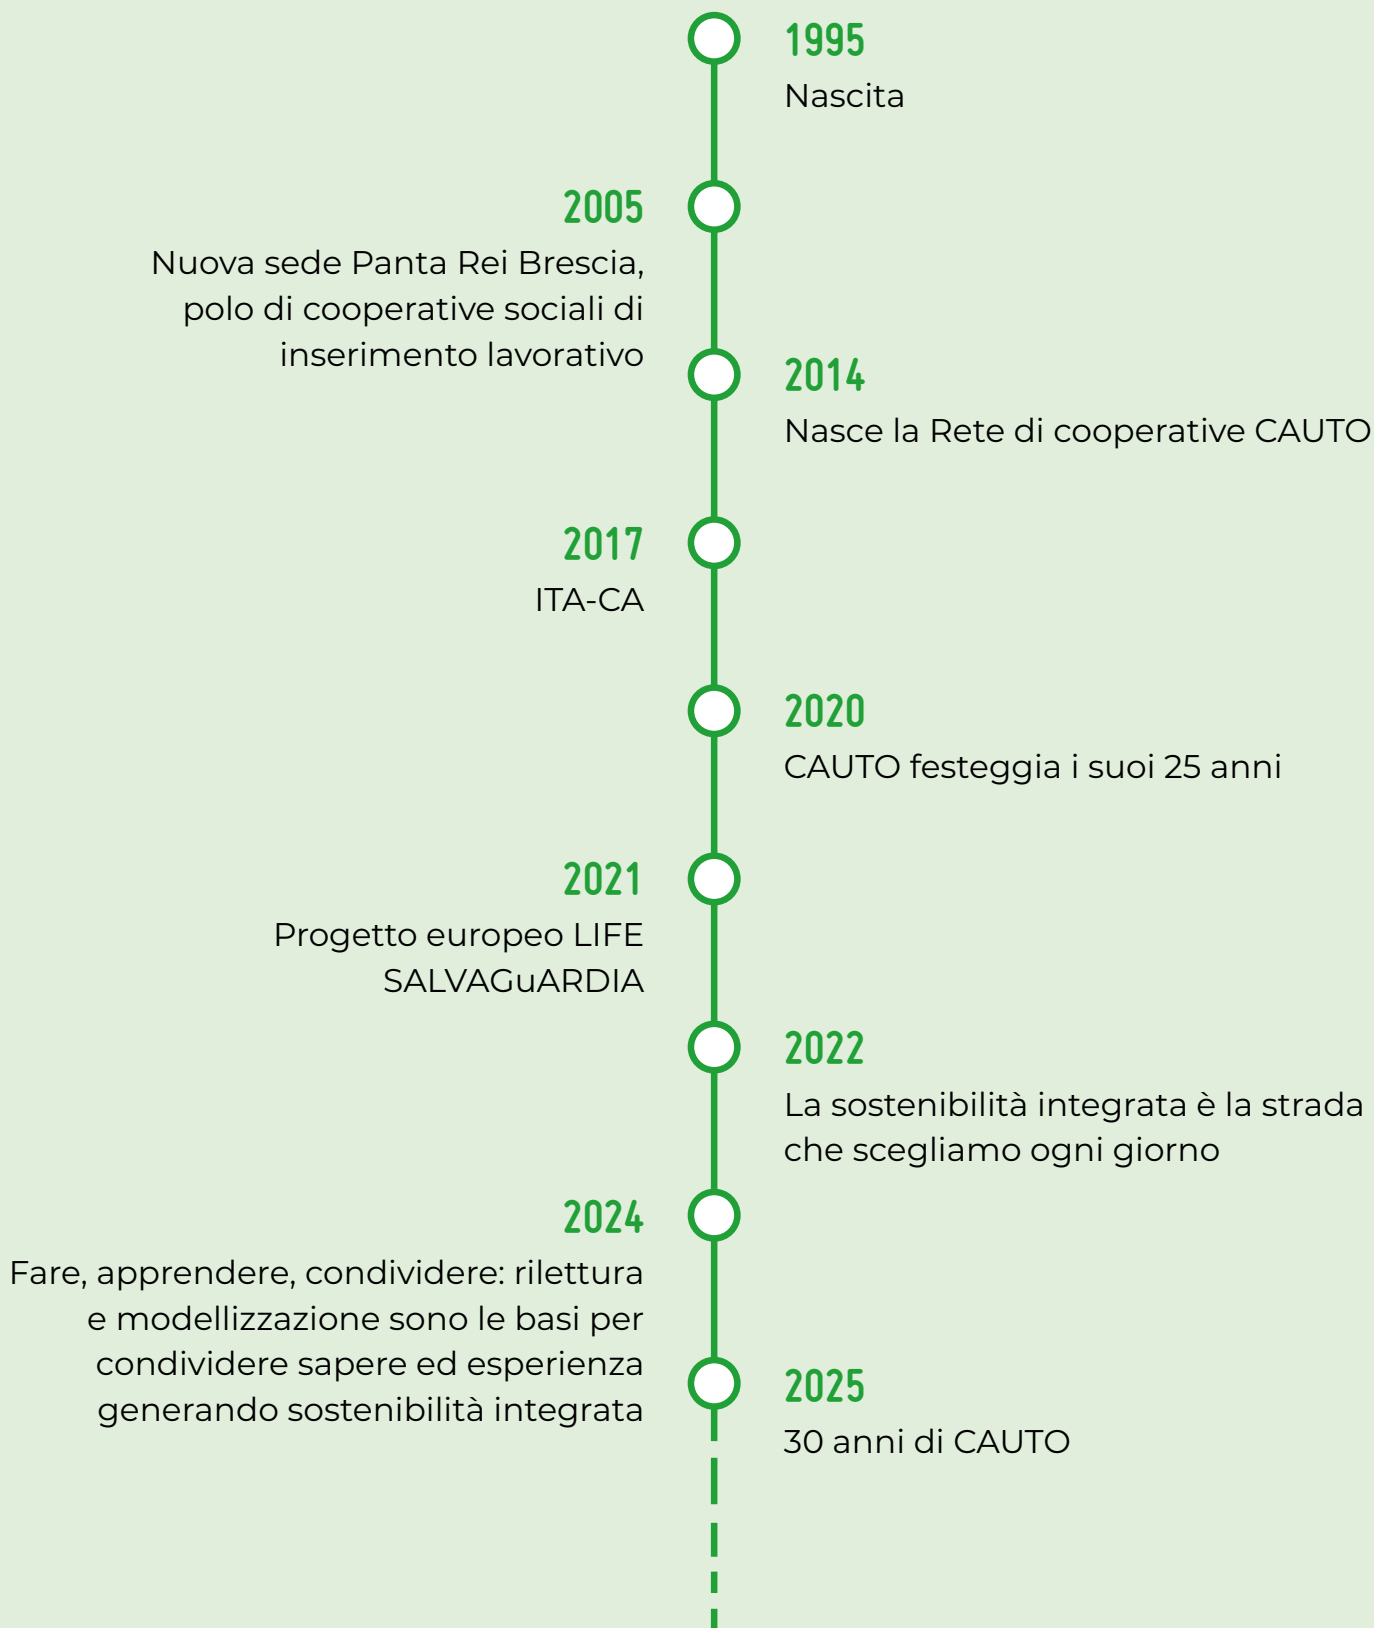 1995
Nascita
2005
Nuova sede Panta Rei Brescia,
polo di cooperative sociali di
inserimento lavorativo
2014
Nasce la Rete di cooperative CAUTO
2017
ITA-CA
2020
CAUTO festeggia i suoi 25 anni
2021
Progetto europeo LIFE
SALVAGuARDIA
2022
La sostenibilità integrata è la strada
che scegliamo ogni giorno
2024
Fare, apprendere, condividere: rilettura
e modellizzazione sono le basi per
condividere sapere ed esperienza
generando sostenibilità integrata
2025
30 anni di CAUTO